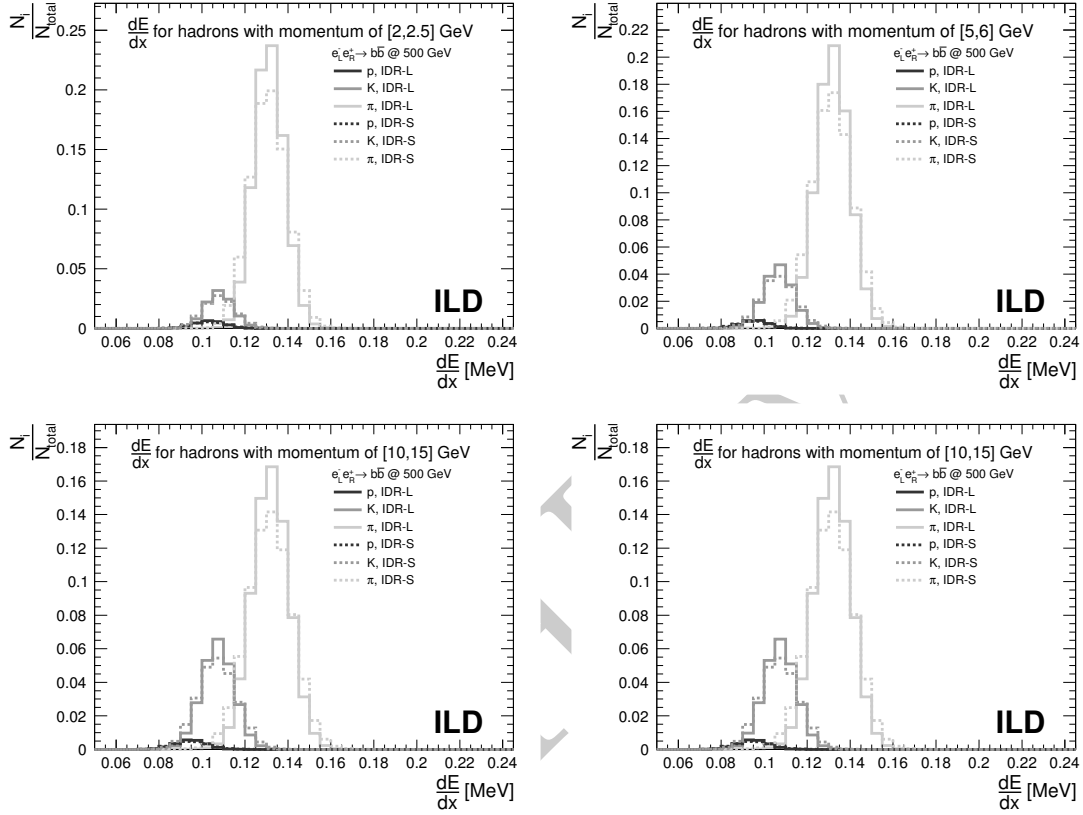 N_i / N_total
dE/dx for hadrons with momentum of [2,2.5] GeV
e⁻_L e⁺_R → bb̅ @ 500 GeV
p, IDR-L
K, IDR-L
π, IDR-L
p, IDR-S
K, IDR-S
π, IDR-S
0.25
0.2
0.15
0.1
0.05
0
ILD
0.06 0.08 0.1 0.12 0.14 0.16 0.18 0.2 0.22 0.24
dE/dx [MeV]
N_i / N_total
dE/dx for hadrons with momentum of [5,6] GeV
e⁻_L e⁺_R → bb̅ @ 500 GeV
p, IDR-L
K, IDR-L
π, IDR-L
p, IDR-S
K, IDR-S
π, IDR-S
0.22
0.2
0.18
0.16
0.14
0.12
0.1
0.08
0.06
0.04
0.02
0
ILD
0.06 0.08 0.1 0.12 0.14 0.16 0.18 0.2 0.22 0.24
dE/dx [MeV]
N_i / N_total
dE/dx for hadrons with momentum of [10,15] GeV
e⁻_L e⁺_R → bb̅ @ 500 GeV
p, IDR-L
K, IDR-L
π, IDR-L
p, IDR-S
K, IDR-S
π, IDR-S
0.18
0.16
0.14
0.12
0.1
0.08
0.06
0.04
0.02
0
ILD
0.06 0.08 0.1 0.12 0.14 0.16 0.18 0.2 0.22 0.24
dE/dx [MeV]
N_i / N_total
dE/dx for hadrons with momentum of [10,15] GeV
e⁻_L e⁺_R → bb̅ @ 500 GeV
p, IDR-L
K, IDR-L
π, IDR-L
p, IDR-S
K, IDR-S
π, IDR-S
0.18
0.16
0.14
0.12
0.1
0.08
0.06
0.04
0.02
0
ILD
0.06 0.08 0.1 0.12 0.14 0.16 0.18 0.2 0.22 0.24
dE/dx [MeV]